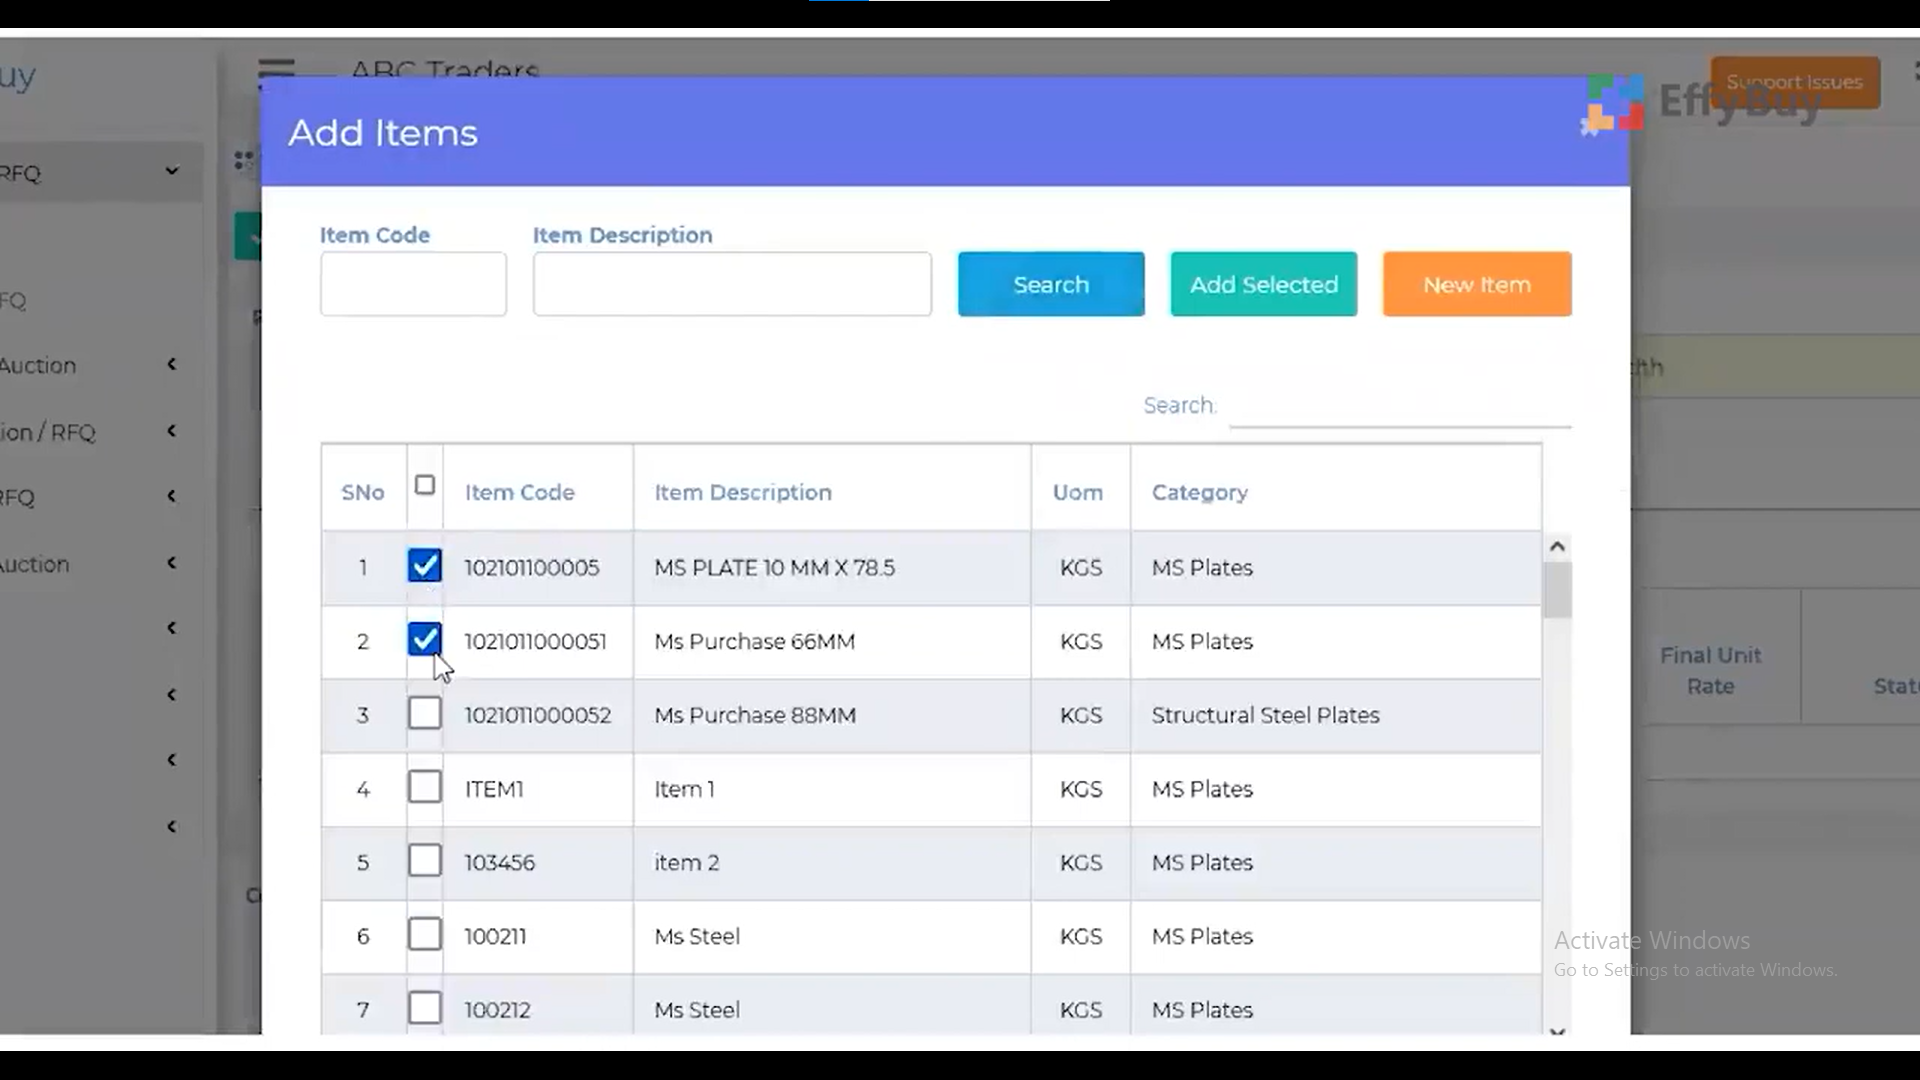 uy
ABC Traders
Support Issues
EffyBuy
Add Items
RFQ
Item Code
Item Description
Search
Add Selected
New Item
FQ
Auction
Search:
ion / RFQ
SNo
Item Code
Item Description
Uom
Category
RFQ
1
102101100005
MS PLATE 10 MM X 78.5
KGS
MS Plates
Auction
2
1021011000051
Ms Purchase 66MM
KGS
MS Plates
Final Unit
Rate
3
1021011000052
Ms Purchase 88MM
KGS
Structural Steel Plates
4
ITEM1
Item 1
KGS
MS Plates
5
103456
item 2
KGS
MS Plates
6
100211
Ms Steel
KGS
MS Plates
Activate Windows
Go to Settings to activate Windows.
7
100212
Ms Steel
KGS
MS Plates